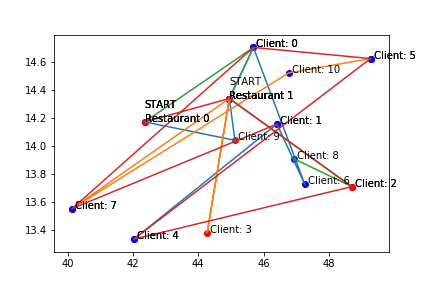 Client: 0
Client: 5
Client: 10
START
START
Restaurant 1
Restaurant 0
Client: 1
Client: 9
Client: 8
Client: 6
Client: 2
Client: 7
Client: 3
Client: 4
14.6
14.4
14.2
14.0
13.8
13.6
13.4
40 42 44 46 48